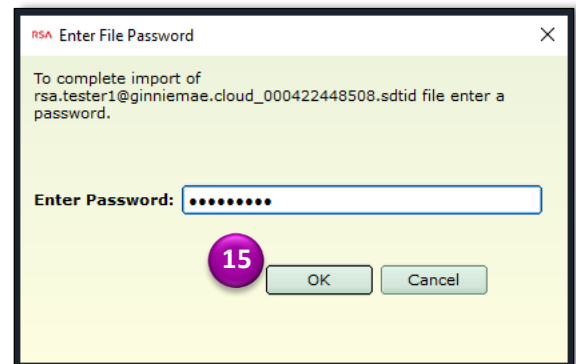 RSA Enter File Password
To complete import of
rsa.tester1@ginniemae.cloud_000422448508.sdtid file enter a
password.
Enter Password: •••••••••
15
OK Cancel